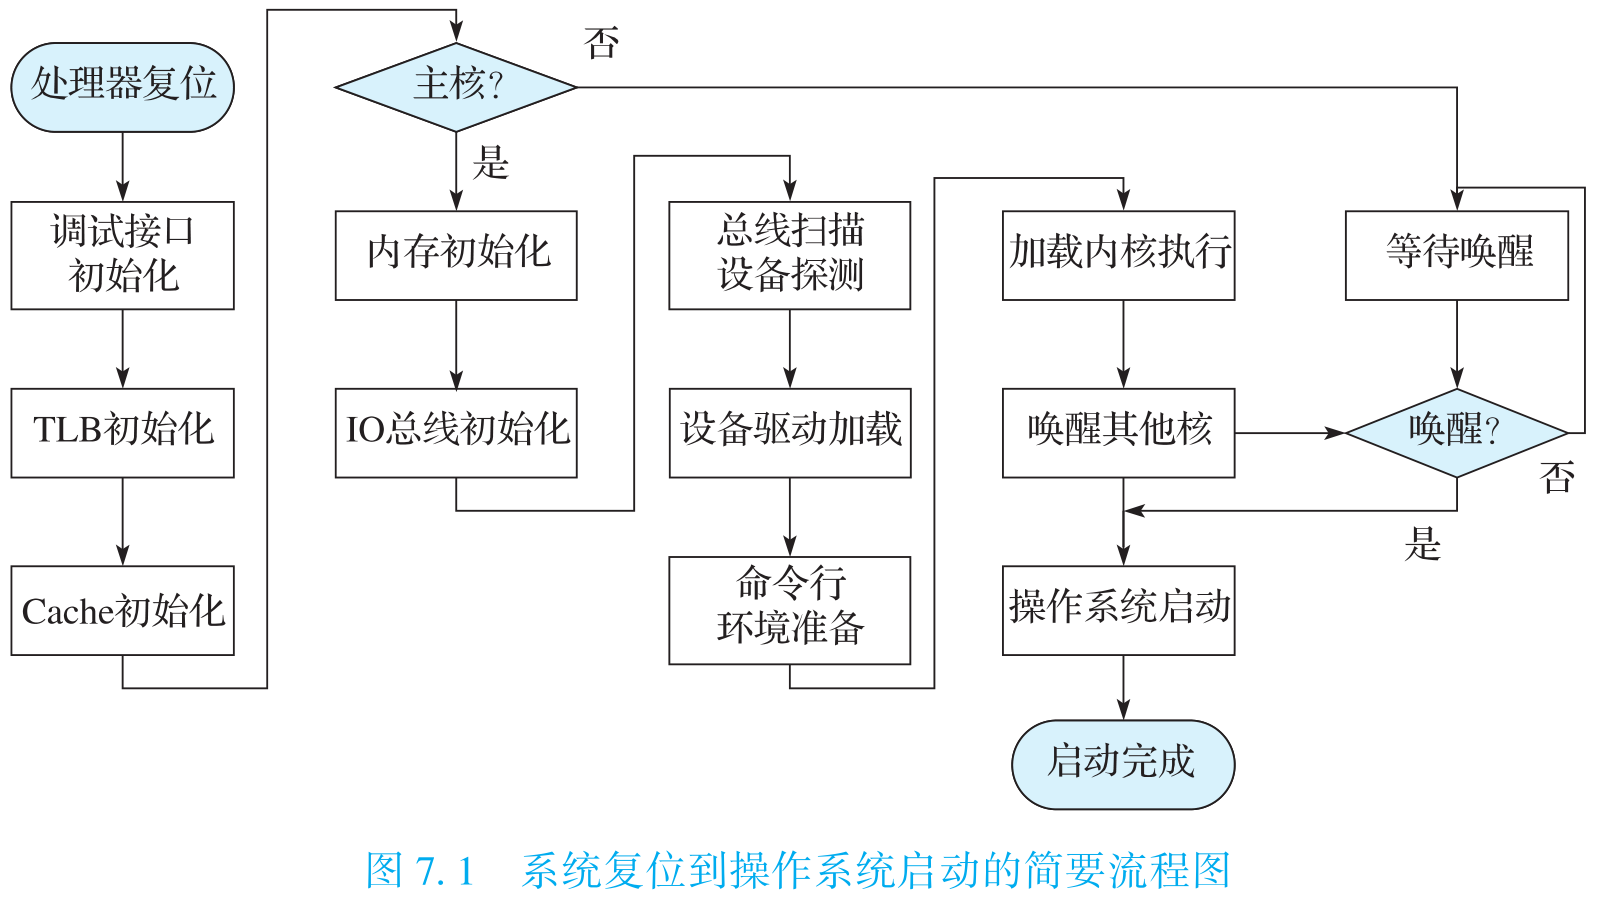 处理器复位
调试接口
初始化
TLB初始化
Cache初始化
主核?
否
是
内存初始化
IO总线初始化
总线扫描
设备探测
设备驱动加载
命令行
环境准备
加载内核执行
唤醒其他核
操作系统启动
启动完成
等待唤醒
唤醒?
否
是
图 7.1 系统复位到操作系统启动的简要流程图